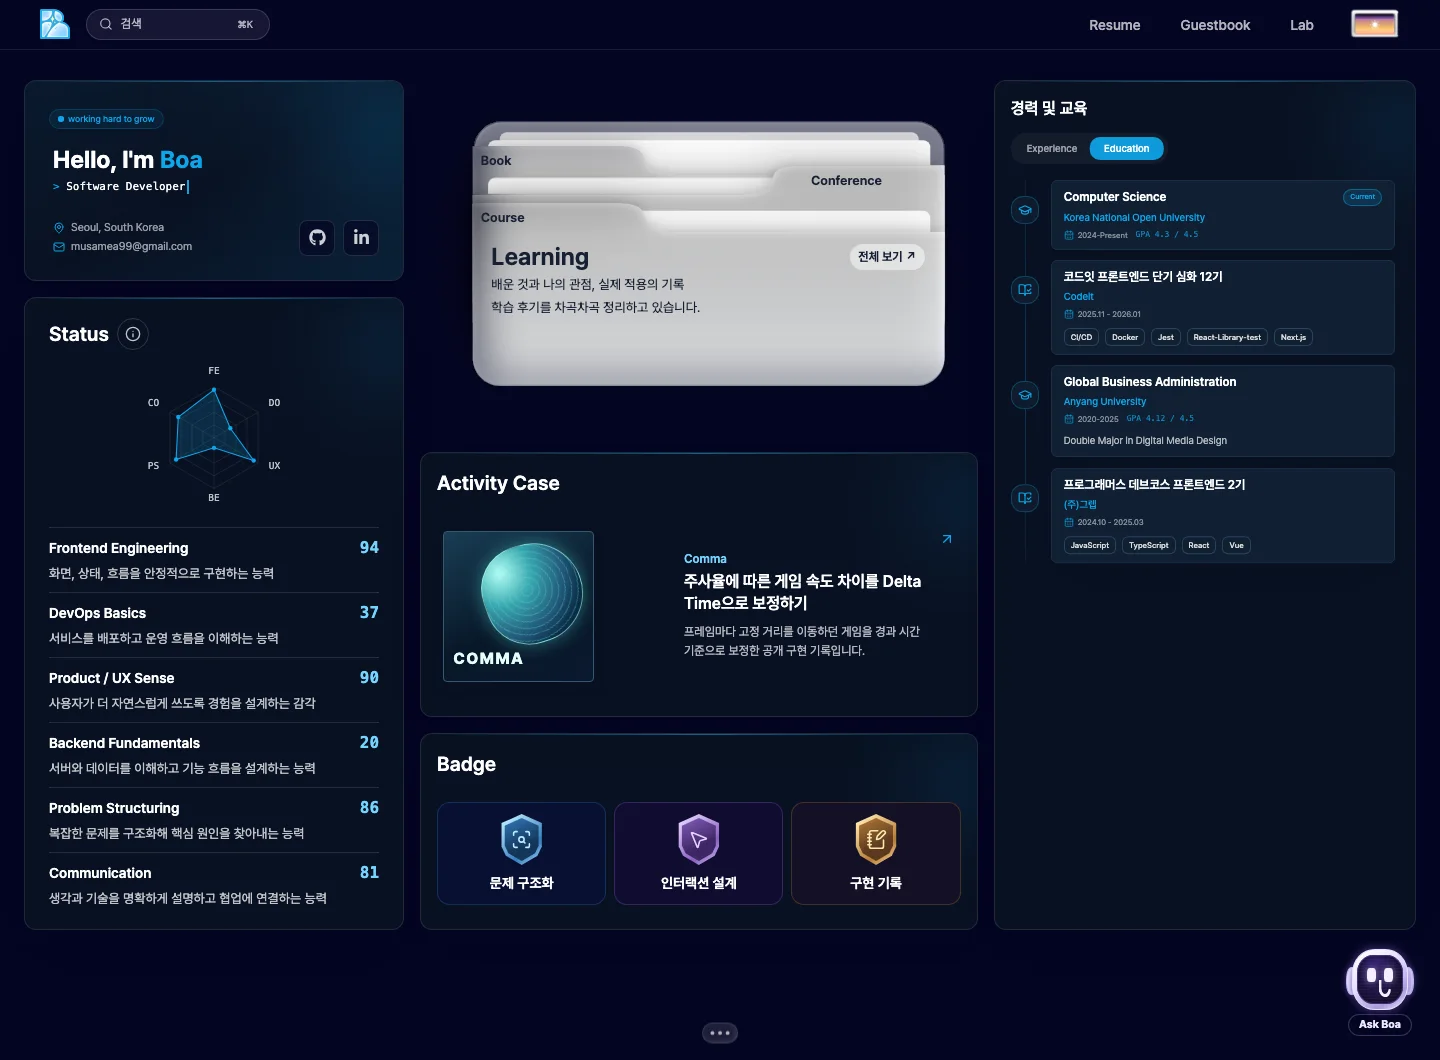 검색 ⌘K
Resume
Guestbook
Lab
working hard to grow
Hello, I'm Boa
> Software Developer
Seoul, South Korea
musamea99@gmail.com
in
Status
FE
DO
UX
BE
PS
CO
Frontend Engineering 94
화면, 상태, 흐름을 안정적으로 구현하는 능력
DevOps Basics 37
서비스를 배포하고 운영 흐름을 이해하는 능력
Product / UX Sense 90
사용자가 더 자연스럽게 쓰도록 경험을 설계하는 감각
Backend Fundamentals 20
서버와 데이터를 이해하고 기능 흐름을 설계하는 능력
Problem Structuring 86
복잡한 문제를 구조화해 핵심 원인을 찾아내는 능력
Communication 81
생각과 기술을 명확하게 설명하고 협업에 연결하는 능력
Book
Conference
Course
Learning
전체 보기 ↗
배운 것과 나의 관점, 실제 적용의 기록
학습 후기를 차곡차곡 정리하고 있습니다.
Activity Case
COMMA
Comma
주사율에 따른 게임 속도 차이를 Delta
Time으로 보정하기
프레임마다 고정 거리를 이동하던 게임을 경과 시간
기준으로 보정한 공개 구현 기록입니다.
Badge
문제 구조화
인터랙션 설계
구현 기록
경력 및 교육
Experience
Education
Computer Science
Current
Korea National Open University
2024-Present GPA 4.3 / 4.5
코드잇 프론트엔드 단기 심화 12기
Codeit
2025.11 - 2026.01
CI/CD
Docker
Jest
React-Library-test
Next.js
Global Business Administration
Anyang University
2020-2025 GPA 4.12 / 4.5
Double Major in Digital Media Design
프로그래머스 데브코스 프론트엔드 2기
(주)그렙
2024.10 - 2025.03
JavaScript
TypeScript
React
Vue
Ask Boa